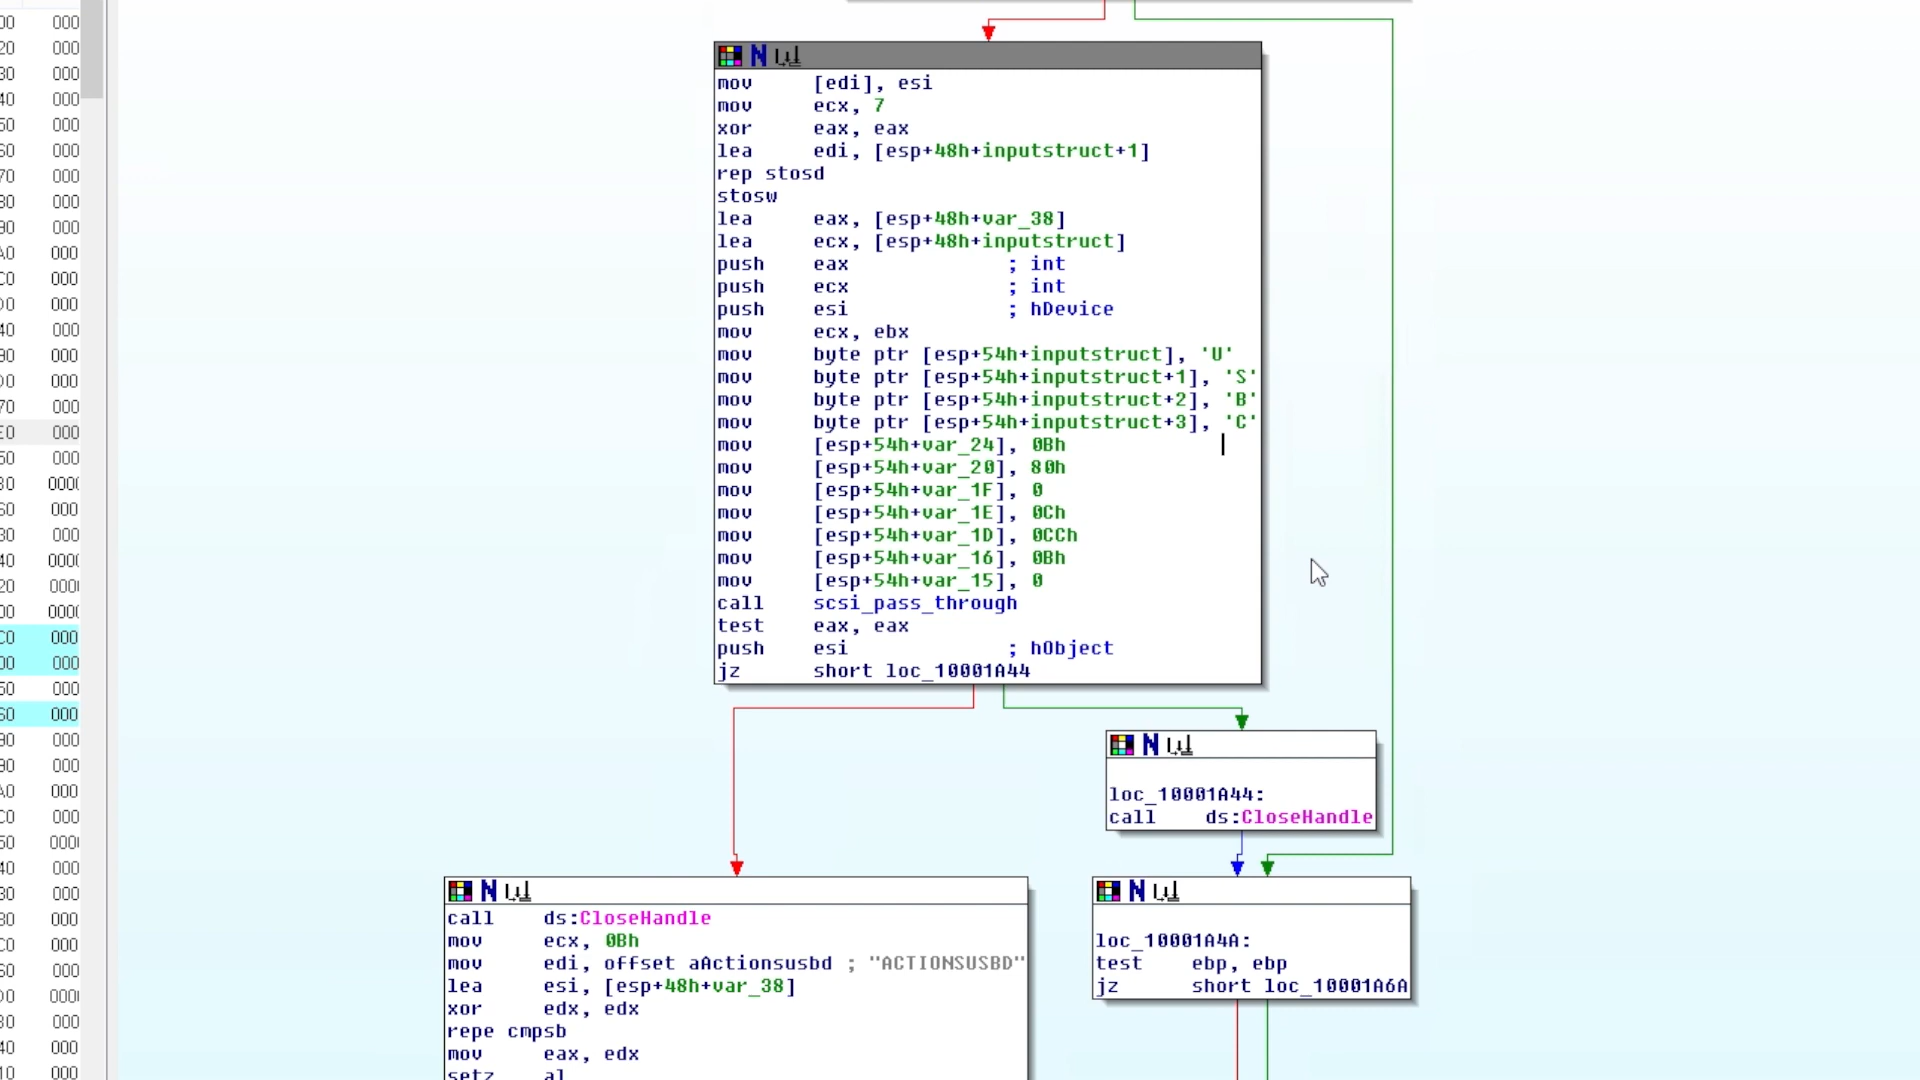 mov [edi], esi
mov ecx, 7
xor eax, eax
lea edi, [esp+48h+inputstruct+1]
rep stosd
stosw
lea eax, [esp+48h+var_38]
lea ecx, [esp+48h+inputstruct]
push eax ; int
push ecx ; int
push esi ; hDevice
mov ecx, ebx
mov byte ptr [esp+54h+inputstruct], 'U'
mov byte ptr [esp+54h+inputstruct+1], 'S'
mov byte ptr [esp+54h+inputstruct+2], 'B'
mov byte ptr [esp+54h+inputstruct+3], 'C'
mov [esp+54h+var_24], 0Bh
mov [esp+54h+var_20], 80h
mov [esp+54h+var_1F], 0
mov [esp+54h+var_1E], 0Ch
mov [esp+54h+var_1D], 0CCh
mov [esp+54h+var_16], 0Bh
mov [esp+54h+var_15], 0
call scsi_pass_through
test eax, eax
push esi ; hObject
jz short loc_10001A44
loc_10001A44:
call ds:CloseHandle
call ds:CloseHandle
mov ecx, 0Bh
mov edi, offset aActionsusbd ; "ACTIONSUSBD"
lea esi, [esp+48h+var_38]
xor edx, edx
repe cmpsb
mov eax, edx
setz al
loc_10001A4A:
test ebp, ebp
jz short loc_10001A6A